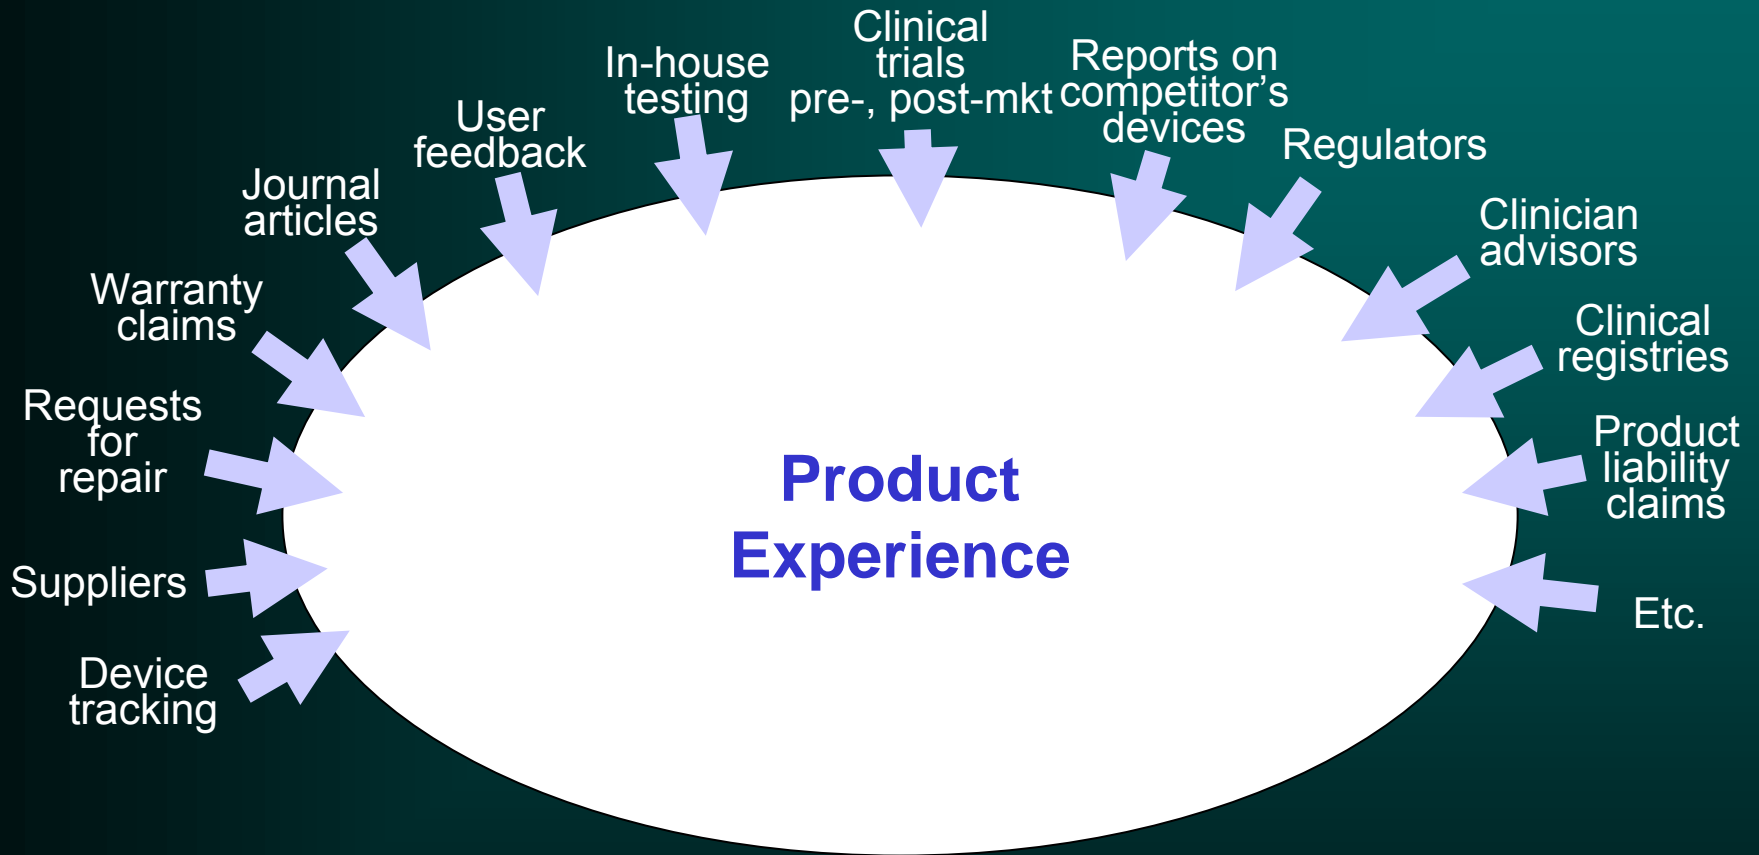 Clinical
trials
pre-, post-mkt
In-house
testing
Reports on
competitor's
devices
User
feedback
Regulators
Journal
articles
Clinician
advisors
Warranty
claims
Clinical
registries
Requests
for
repair
Product
liability
claims
Product
Experience
Suppliers
Etc.
Device
tracking